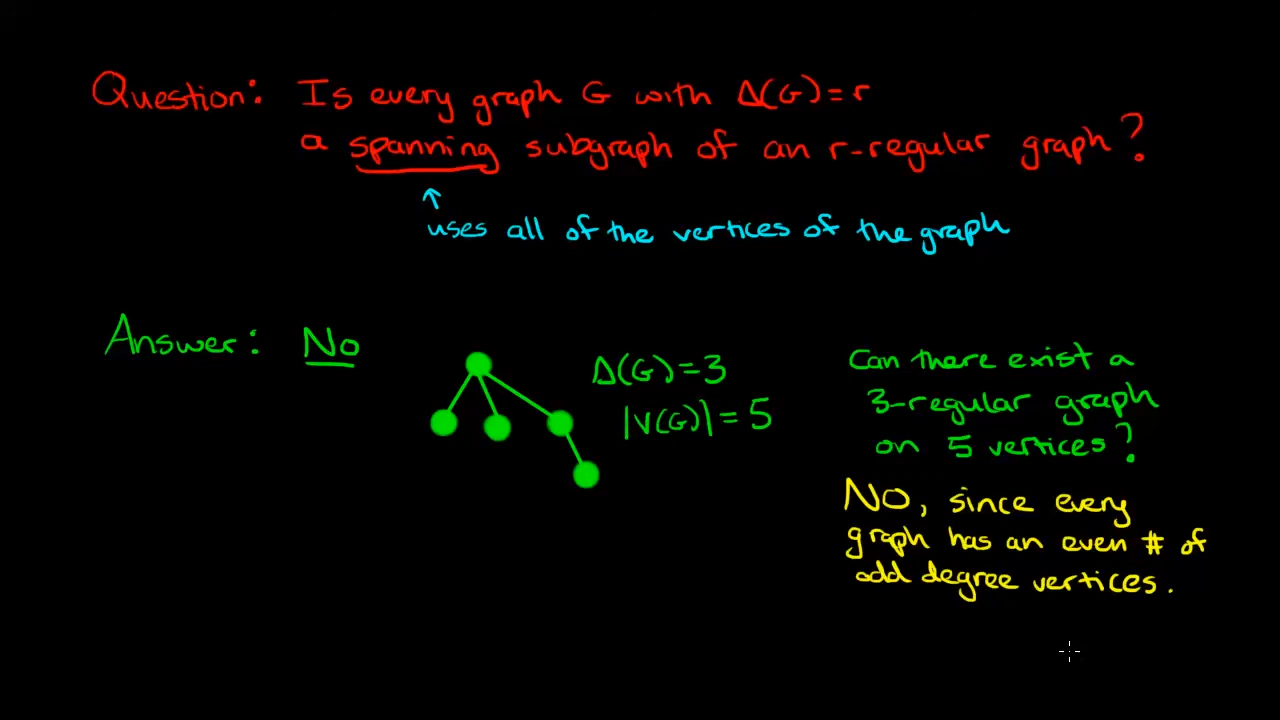 Question: Is every graph G with Δ(G)=r
a spanning subgraph of an r-regular graph?
↑
uses all of the vertices of the graph
Answer: No
Δ(G)=3
|V(G)|=5
Can there exist a
3-regular graph
on 5 vertices?
NO, since every
graph has an even # of
odd degree vertices.